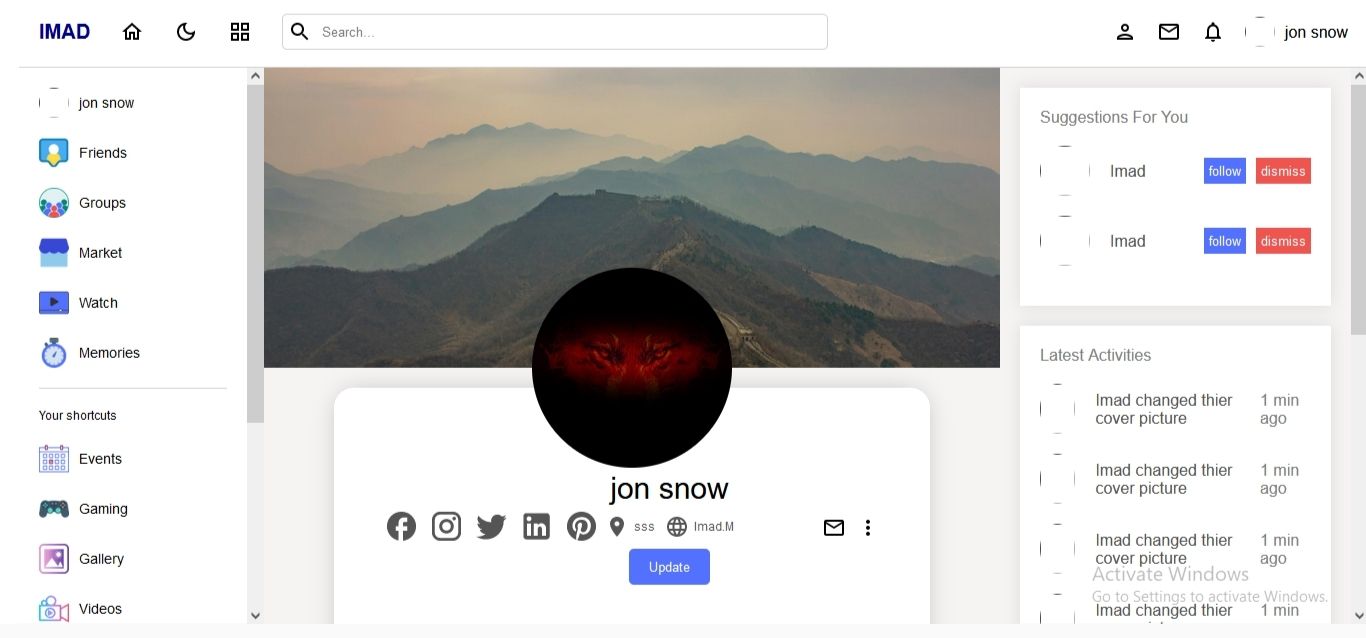 IMAD
Search...
jon snow
jon snow
Friends
Groups
Market
Watch
Memories
Your shortcuts
Events
Gaming
Gallery
Videos
jon snow
sss Imad.M
Update
Suggestions For You
Imad follow dismiss
Imad follow dismiss
Latest Activities
Imad changed thier 1 min
cover picture ago
Imad changed thier 1 min
cover picture ago
Imad changed thier 1 min
cover picture ago
Activate Windows
Go to Settings to activate Windows.
Imad changed thier 1 min